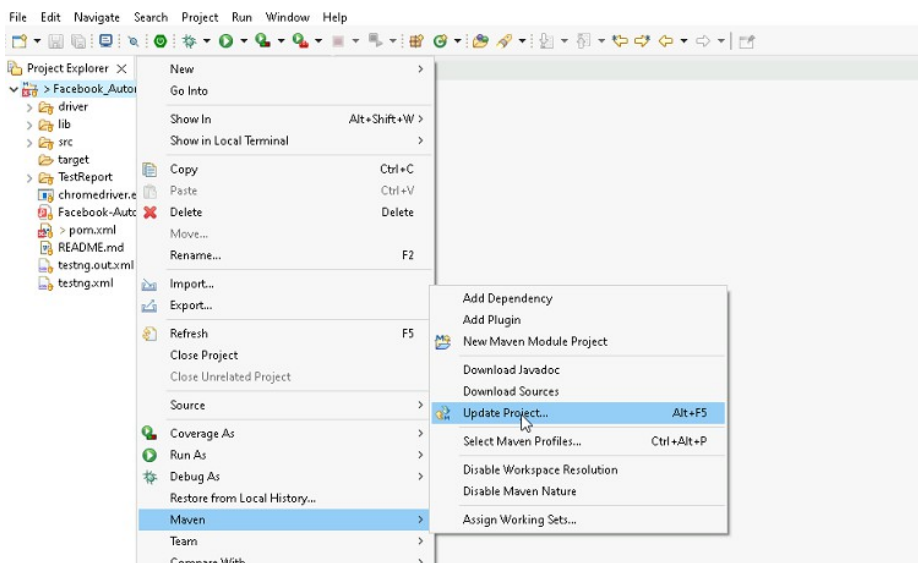 File Edit Navigate Search Project Run Window Help
Project Explorer
> Facebook_Autor
driver
lib
src
target
TestReport
chromedriver.e
Facebook-Auto
> pom.xml
README.md
testng.out.xml
testng.xml
New
Go Into
Show In Alt+Shift+W >
Show in Local Terminal
Copy Ctrl+C
Paste Ctrl+V
Delete Delete
Move...
Rename... F2
Import...
Export...
Refresh F5
Close Project
Close Unrelated Project
Source
Coverage As
Run As
Debug As
Restore from Local History...
Maven
Team
Compare With
Add Dependency
Add Plugin
New Maven Module Project
Download Javadoc
Download Sources
Update Project... Alt+F5
Select Maven Profiles... Ctrl+Alt+P
Disable Workspace Resolution
Disable Maven Nature
Assign Working Sets...